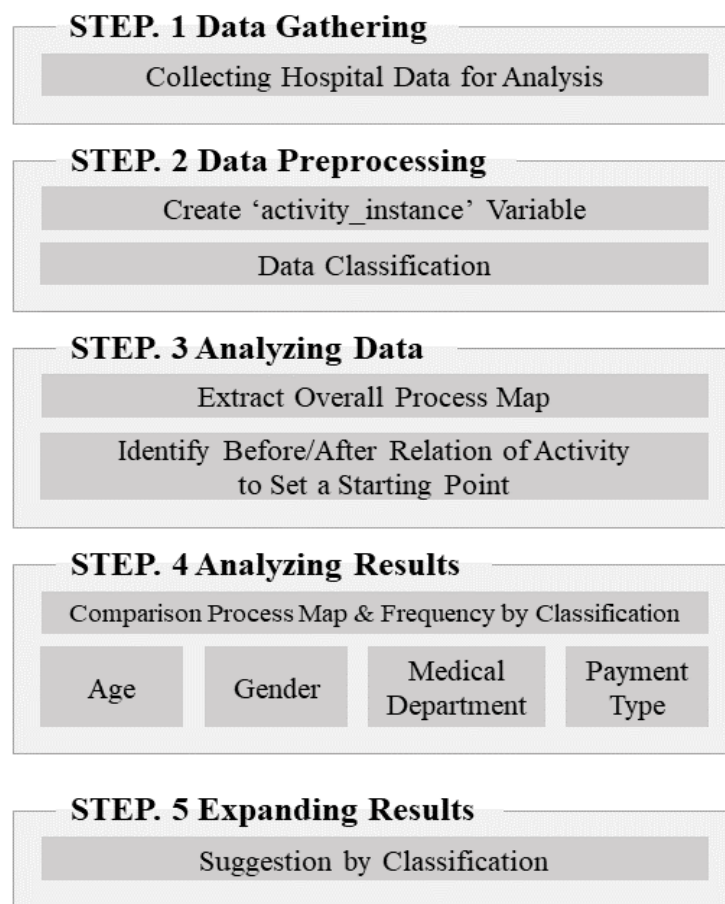 STEP. 1 Data Gathering
Collecting Hospital Data for Analysis
STEP. 2 Data Preprocessing
Create ‘activity_instance’ Variable
Data Classification
STEP. 3 Analyzing Data
Extract Overall Process Map
Identify Before/After Relation of Activity
to Set a Starting Point
STEP. 4 Analyzing Results
Comparison Process Map & Frequency by Classification
Age
Gender
Medical
Department
Payment
Type
STEP. 5 Expanding Results
Suggestion by Classification